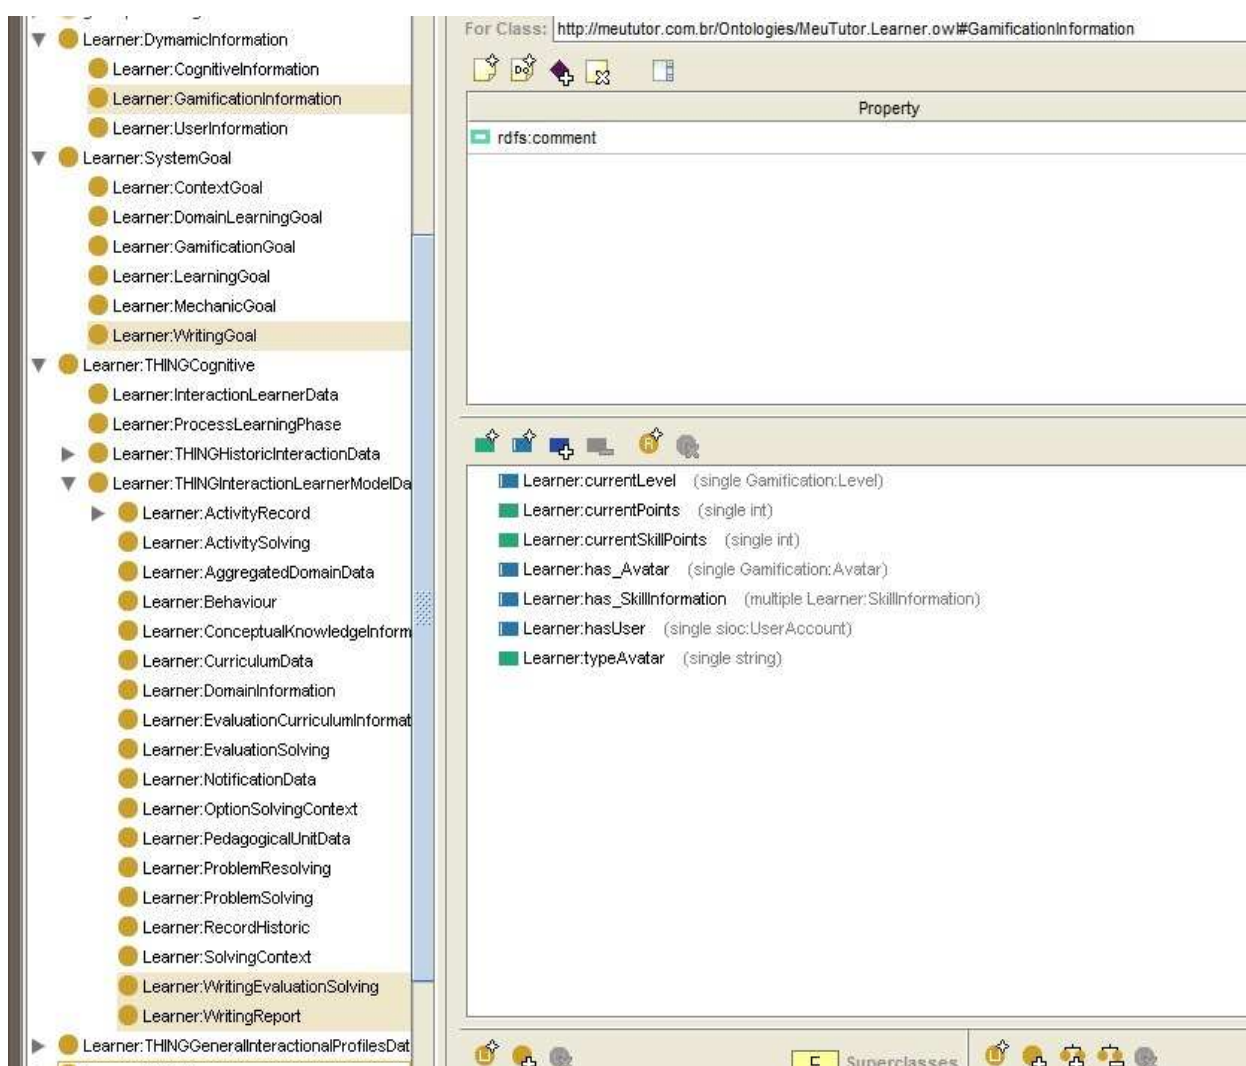 Learner:DymamicInformation
Learner:CognitiveInformation
Learner:GamificationInformation
Learner:UserInformation
Learner:SystemGoal
Learner:ContextGoal
Learner:DomainLearningGoal
Learner:GamificationGoal
Learner:LearningGoal
Learner:MechanicGoal
Learner:WritingGoal
Learner:THINGCognitive
Learner:InteractionLearnerData
Learner:ProcessLearningPhase
Learner:THINGHistoricInteractionData
Learner:THINGInteractionLearnerModelDa
Learner:ActivityRecord
Learner:ActivitySolving
Learner:AggregatedDomainData
Learner:Behaviour
Learner:ConceptualKnowledgeInform
Learner:CurriculumData
Learner:DomainInformation
Learner:EvaluationCurriculumInformat
Learner:EvaluationSolving
Learner:NotificationData
Learner:OptionSolvingContext
Learner:PedagogicalUnitData
Learner:ProblemResolving
Learner:ProblemSolving
Learner:RecordHistoric
Learner:SolvingContext
Learner:WritingEvaluationSolving
Learner:WritingReport
Learner:THINGGeneralInteractionalProfilesDat
For Class: http://meututor.com.br/Ontologies/MeuTutor.Learner.owl#GamificationInformation
Property
rdfs:comment
Learner:currentLevel (single Gamification:Level)
Learner:currentPoints (single int)
Learner:currentSkillPoints (single int)
Learner:has_Avatar (single Gamification:Avatar)
Learner:has_SkillInformation (multiple Learner:SkillInformation)
Learner:hasUser (single sioc:UserAccount)
Learner:typeAvatar (single string)
Superclasses